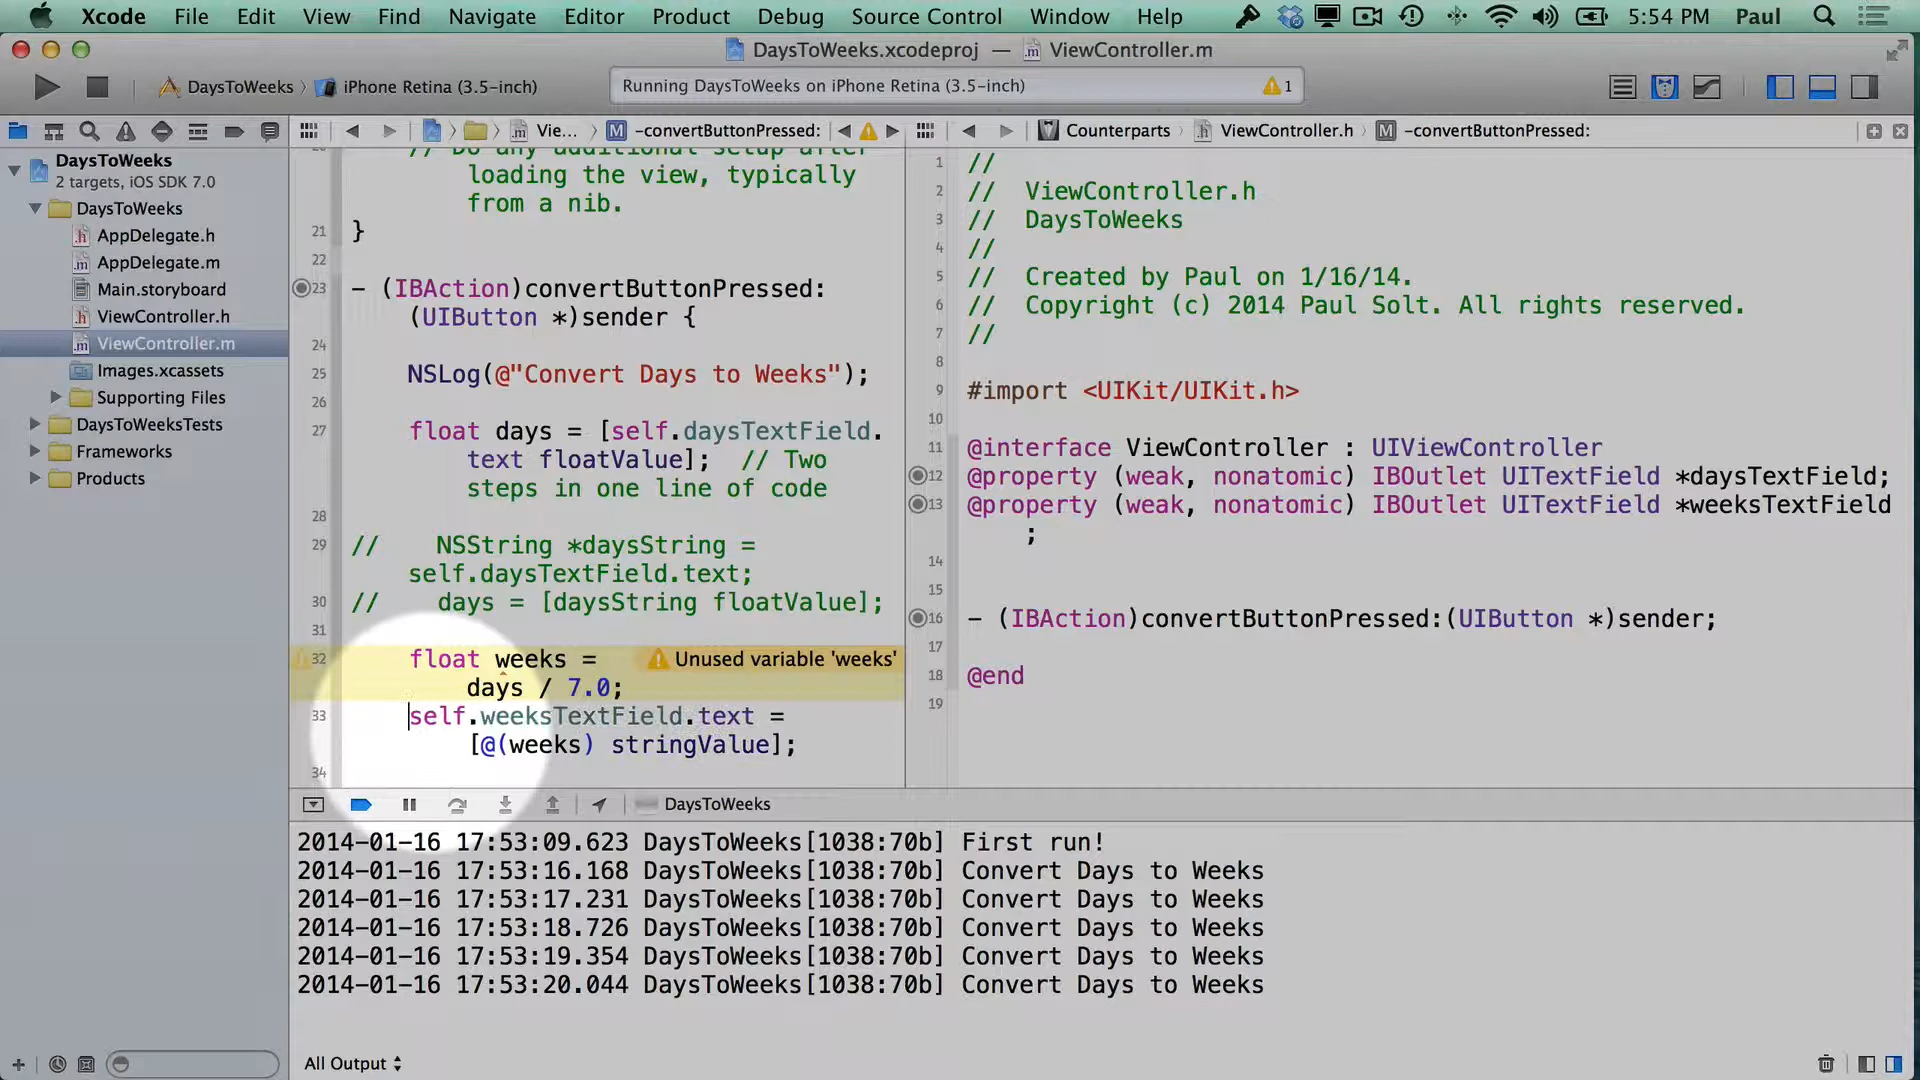 Xcode File Edit View Find Navigate Editor Product Debug Source Control Window Help 5:54 PM Paul
DaysToWeeks.xcodeproj — ViewController.m
DaysToWeeks iPhone Retina (3.5-inch) Running DaysToWeeks on iPhone Retina (3.5-inch) 1
Vie... -convertButtonPressed: Counterparts ViewController.h -convertButtonPressed:
DaysToWeeks
2 targets, iOS SDK 7.0
DaysToWeeks
AppDelegate.h
AppDelegate.m
Main.storyboard
ViewController.h
ViewController.m
Images.xcassets
Supporting Files
DaysToWeeksTests
Frameworks
Products
// Do any additional setup after
loading the view, typically
from a nib.
21 }
22
23 - (IBAction)convertButtonPressed:
(UIButton *)sender {
24
25 NSLog(@"Convert Days to Weeks");
26
27 float days = [self.daysTextField.
text floatValue]; // Two
steps in one line of code
28
29 // NSString *daysString =
self.daysTextField.text;
30 // days = [daysString floatValue];
31
32 float weeks = Unused variable 'weeks'
days / 7.0;
33 self.weeksTextField.text =
[@(weeks) stringValue];
34
1 //
2 // ViewController.h
3 // DaysToWeeks
4 //
5 // Created by Paul on 1/16/14.
6 // Copyright (c) 2014 Paul Solt. All rights reserved.
7 //
8
9 #import <UIKit/UIKit.h>
10
11 @interface ViewController : UIViewController
12 @property (weak, nonatomic) IBOutlet UITextField *daysTextField;
13 @property (weak, nonatomic) IBOutlet UITextField *weeksTextField
;
14
15
16 - (IBAction)convertButtonPressed:(UIButton *)sender;
17
18 @end
19
DaysToWeeks
2014-01-16 17:53:09.623 DaysToWeeks[1038:70b] First run!
2014-01-16 17:53:16.168 DaysToWeeks[1038:70b] Convert Days to Weeks
2014-01-16 17:53:17.231 DaysToWeeks[1038:70b] Convert Days to Weeks
2014-01-16 17:53:18.726 DaysToWeeks[1038:70b] Convert Days to Weeks
2014-01-16 17:53:19.354 DaysToWeeks[1038:70b] Convert Days to Weeks
2014-01-16 17:53:20.044 DaysToWeeks[1038:70b] Convert Days to Weeks
All Output